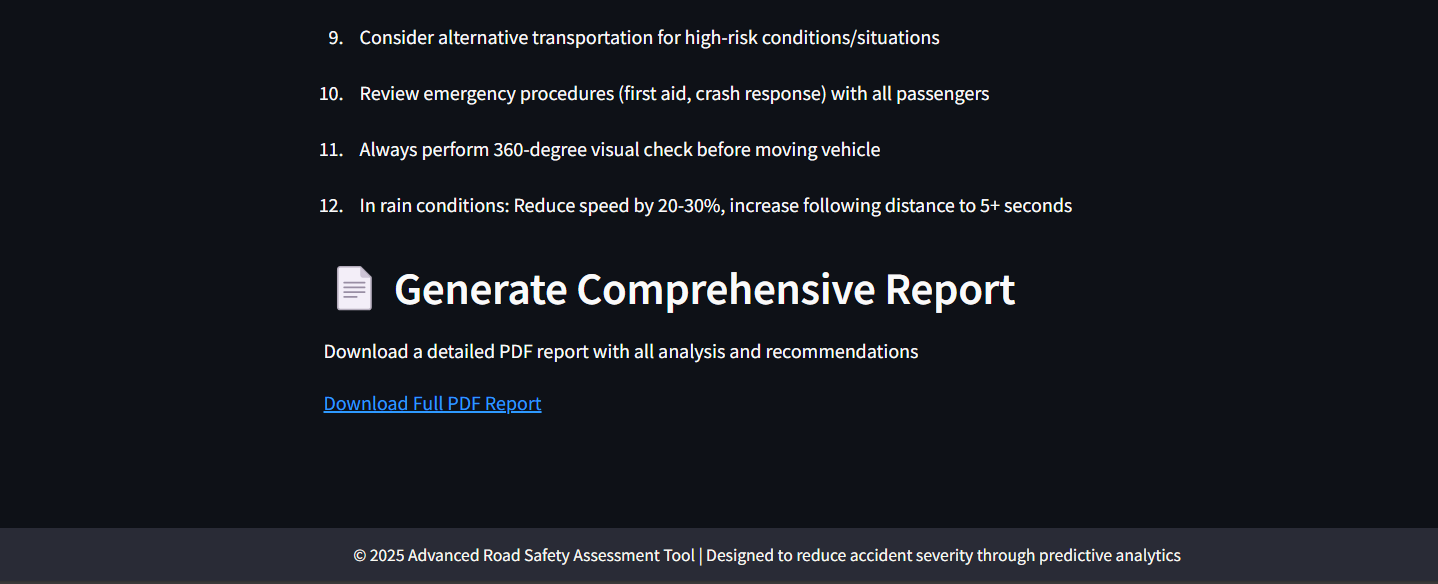 9. Consider alternative transportation for high-risk conditions/situations
10. Review emergency procedures (first aid, crash response) with all passengers
11. Always perform 360-degree visual check before moving vehicle
12. In rain conditions: Reduce speed by 20-30%, increase following distance to 5+ seconds
Generate Comprehensive Report
Download a detailed PDF report with all analysis and recommendations
Download Full PDF Report
© 2025 Advanced Road Safety Assessment Tool | Designed to reduce accident severity through predictive analytics